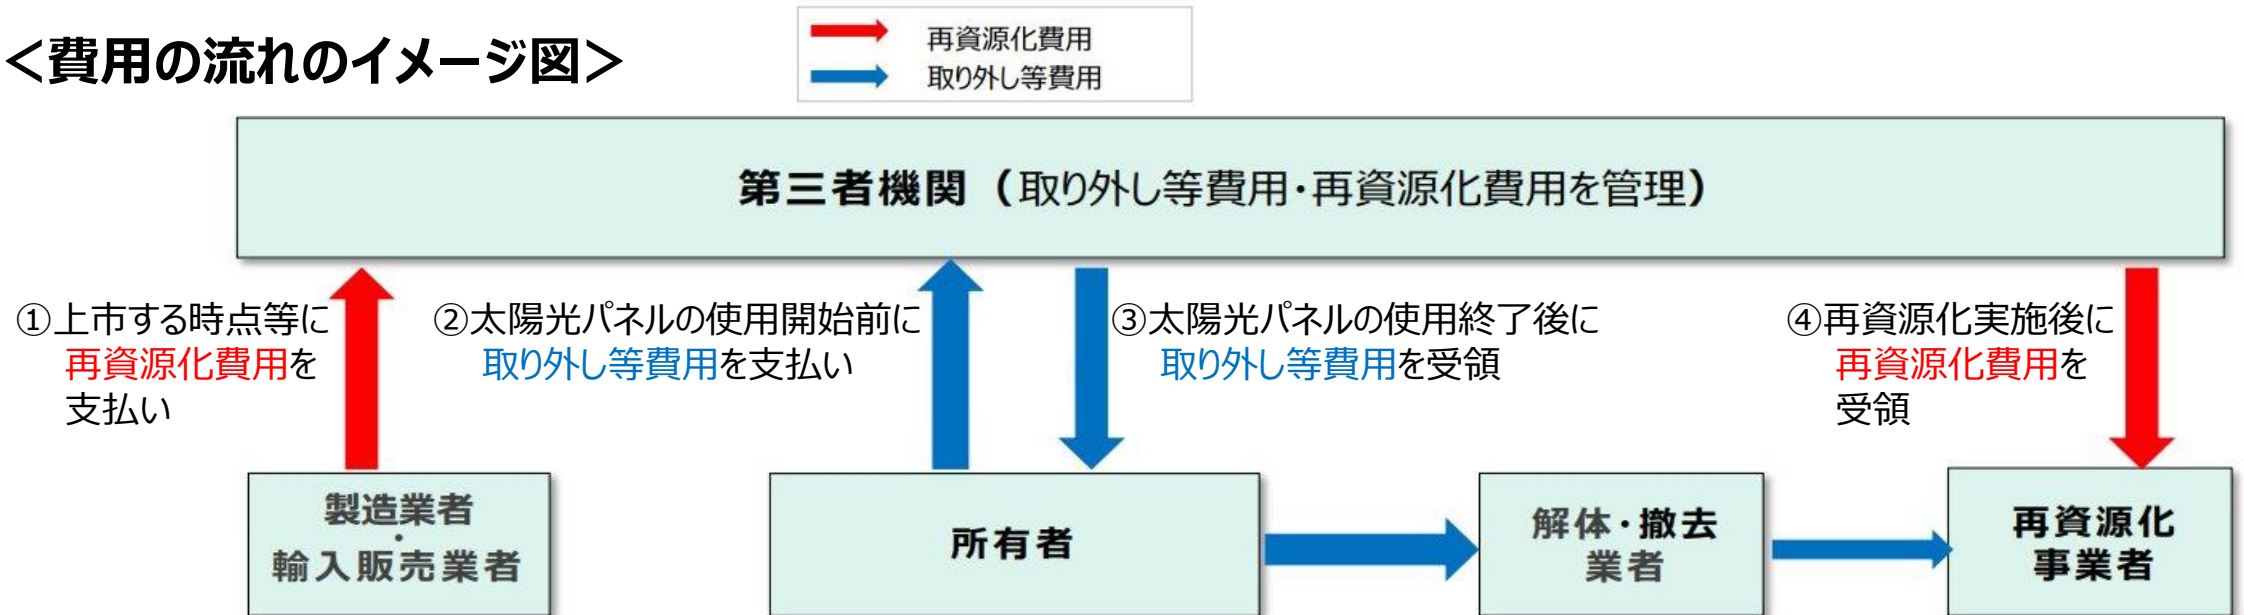 <費用の流れのイメージ図>
再資源化費用
取り外し等費用
第三者機関（取り外し等費用・再資源化費用を管理）
①上市する時点等に
再資源化費用を
支払い
②太陽光パネルの使用開始前に
取り外し等費用を支払い
③太陽光パネルの使用終了後に
取り外し等費用を受領
④再資源化実施後に
再資源化費用を
受領
製造業者
・
輸入販売業者
所有者
解体・撤去
業者
再資源化
事業者